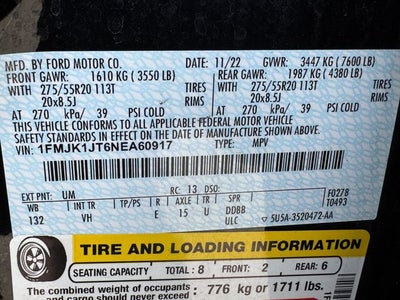 MFD. BY FORD MOTOR CO.
11/22 GVWR: 3447 KG (7600 LB)
FRONT GAWR: 1610 KG (3550 LB) REAR GAWR: 1987 KG (4380 LB)
WITH 275/55R20 113T TIRES WITH 275/55R20 113T TIRES
20x8.5J RIMS 20x8.5J RIMS
AT 270 kPa/ 39 PSI COLD AT 270 kPa/ 39 PSI COLD
THIS VEHICLE CONFORMS TO ALL APPLICABLE FEDERAL MOTOR VEHICLE
SAFETY STANDARDS IN EFFECT ON THE DATE OF MANUFACTURE SHOWN ABOVE.
VIN: 1FMJK1JT6NEA60917 TYPE: MPV
EXT PNT: UM RC: 13 DSO: F0278
WB INT TP/PS R AX TR SPR T0493
132 VH E 15 U DDBB
ULC 5U5A-3520472-AA
TIRE AND LOADING INFORMATION
SEATING CAPACITY TOTAL: 8 FRONT: 2 REAR: 6
The combined weight of occupants
776 kg or 1711 lbs.